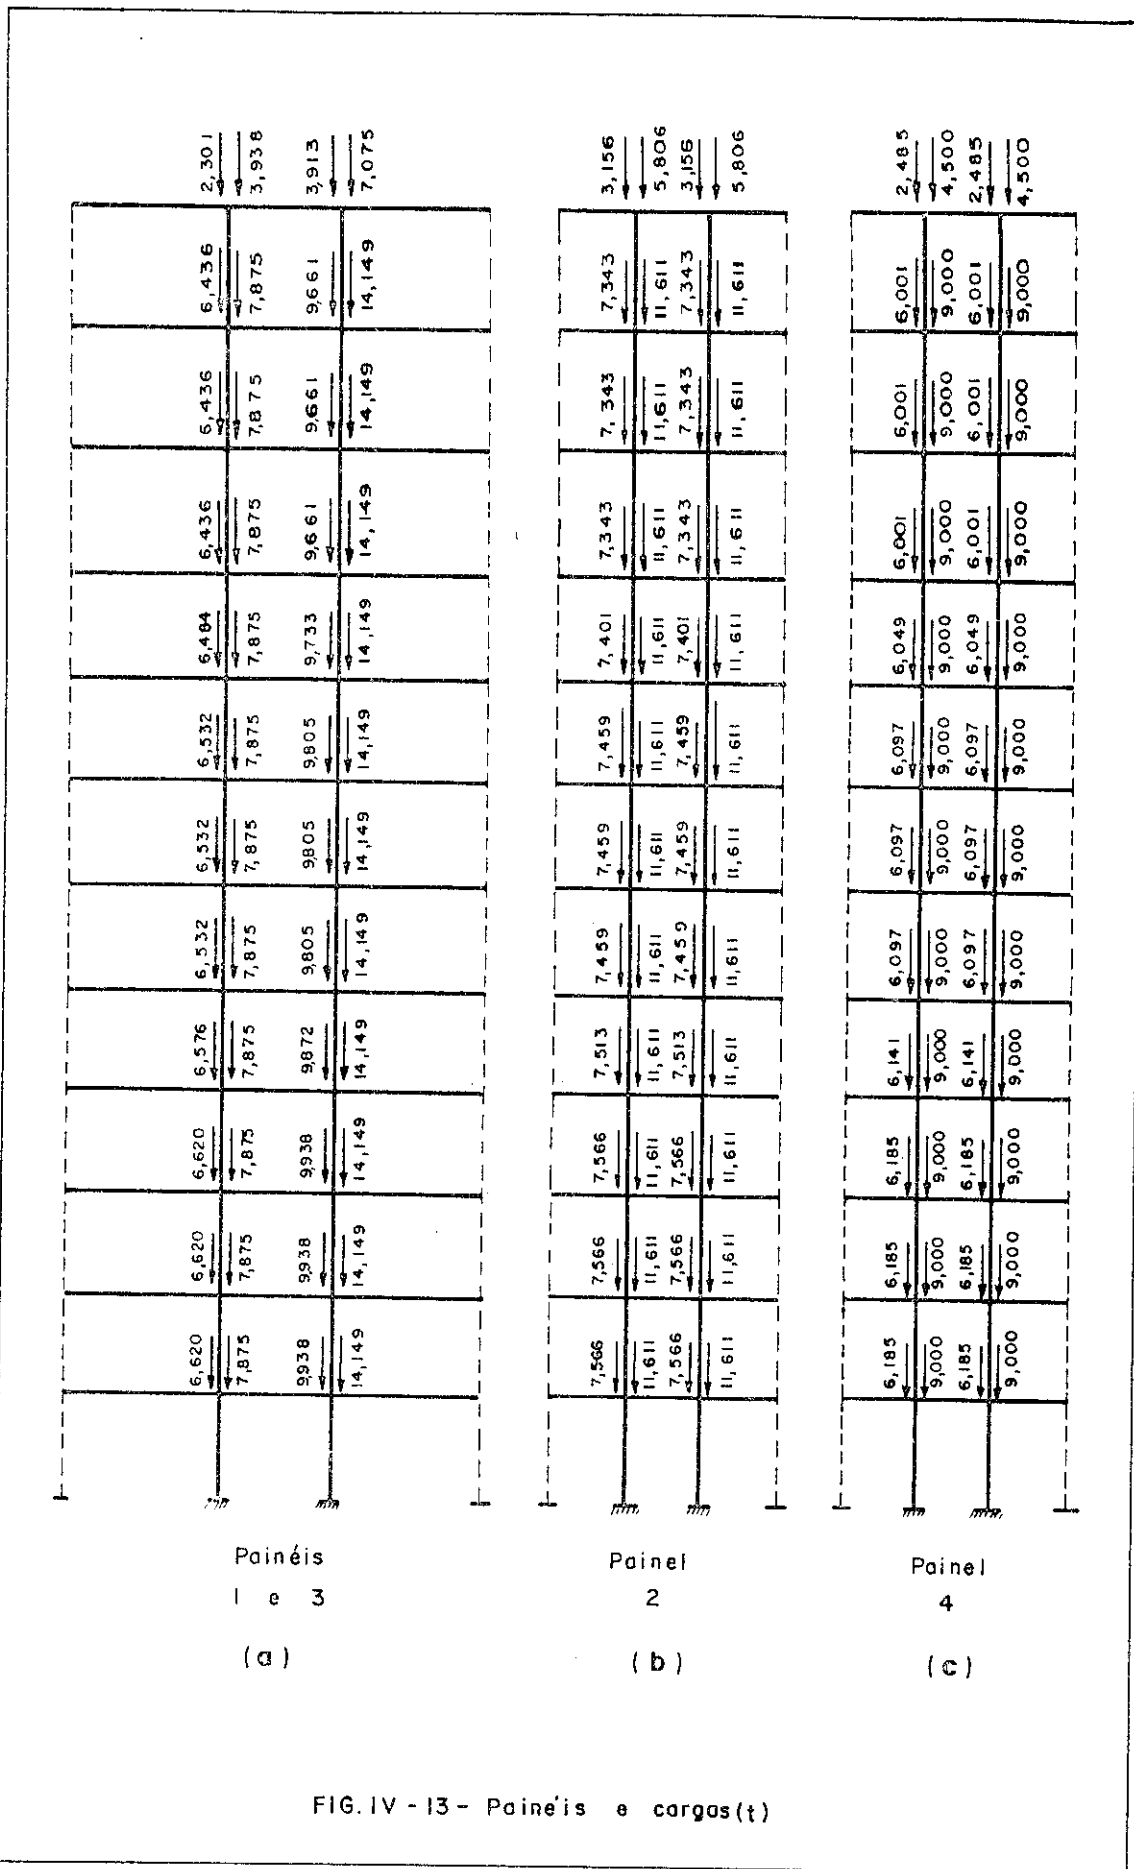 2,301 3,938 3,913 7,075 3,156 5,806 3,156 5,806 2,485 4,500 2,485 4,500
6,436 7,875 9,661 14,149 7,343 11,611 7,343 11,611 6,001 9,000 6,001 9,000
6,436 7,875 9,661 14,149 7,343 11,611 7,343 11,611 6,001 9,000 6,001 9,000
6,436 7,875 9,661 14,149 7,343 11,611 7,343 11,611 6,001 9,000 6,001 9,000
6,484 7,875 9,733 14,149 7,401 11,611 7,401 11,611 6,049 9,000 6,049 9,000
6,532 7,875 9,805 14,149 7,459 11,611 7,459 11,611 6,097 9,000 6,097 9,000
6,532 7,875 9,805 14,149 7,459 11,611 7,459 11,611 6,097 9,000 6,097 9,000
6,532 7,875 9,805 14,149 7,459 11,611 7,459 11,611 6,097 9,000 6,097 9,000
6,576 7,875 9,872 14,149 7,513 11,611 7,513 11,611 6,141 9,000 6,141 9,000
6,620 7,875 9,938 14,149 7,566 11,611 7,566 11,611 6,185 9,000 6,185 9,000
6,620 7,875 9,938 14,149 7,566 11,611 7,566 11,611 6,185 9,000 6,185 9,000
6,620 7,875 9,938 14,149 7,566 11,611 7,566 11,611 6,185 9,000 6,185 9,000
Painéis
1 e 3
(a)
Painel
2
(b)
Painel
4
(c)
FIG. IV - 13 - Painéis e cargas (t)